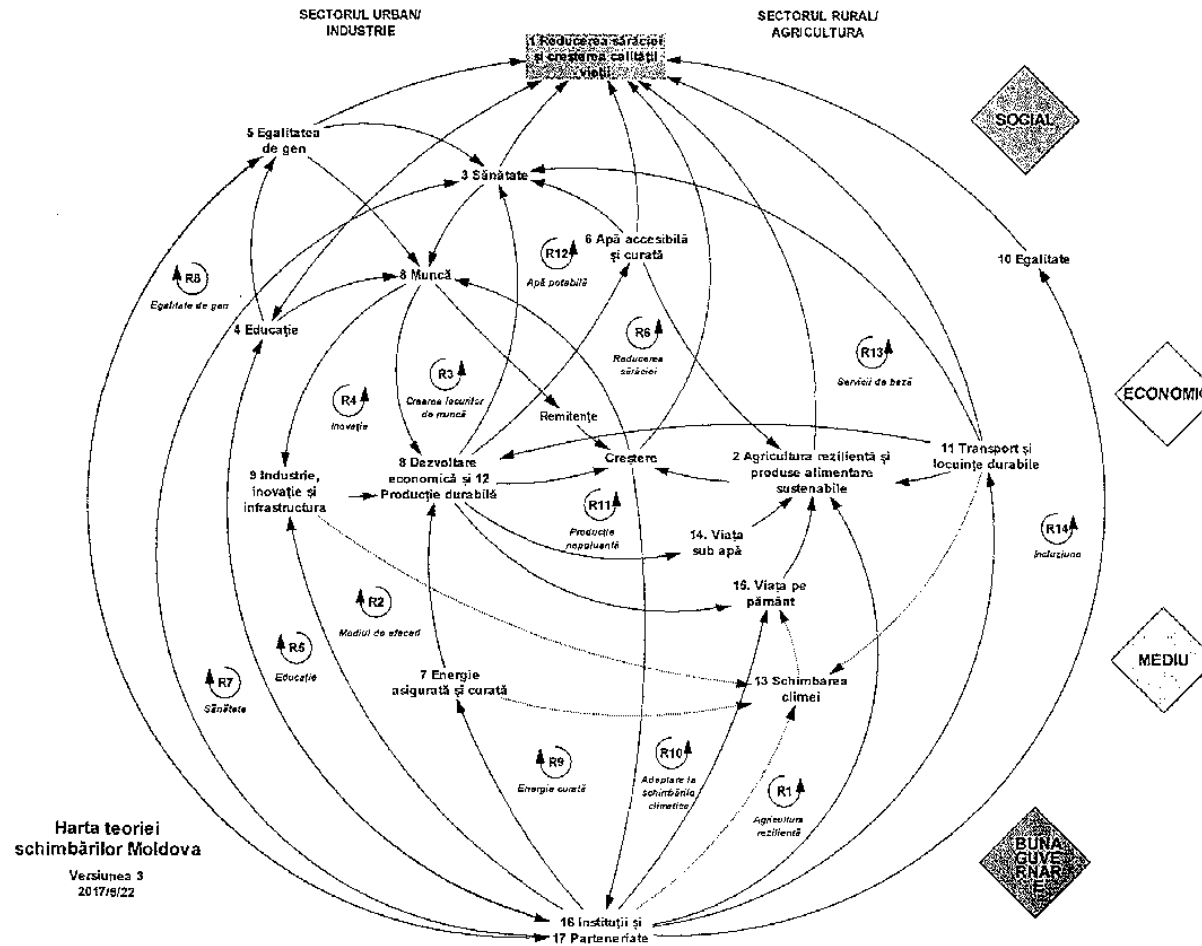 SECTORUL URBAN/
INDUSTRIE
SECTORUL RURAL/
AGRICULTURA
1 Reducerea sărăciei
și creșterea calității
vieții
SOCIAL
5 Egalitatea
de gen
3 Sănătate
6 Apă accesibilă
și curată
10 Egalitate
R12
Apă potabilă
R8
Egalitate de gen
8 Muncă
4 Educație
R6
Reducerea
sărăciei
R13
Servicii de bază
R3
Crearea locurilor
de muncă
R4
Inovație
ECONOMIC
Remitențe
Creștere
8 Dezvoltare
economică și 12
Producție durabilă
9 Industrie,
inovație și
infrastructura
2 Agricultura rezilientă și
produse alimentare
sustenabile
11 Transport și
locuințe durabile
R11
Producție
nepoluantă
14. Viața
sub apă
R14
Incluziune
15. Viața pe
pământ
R2
Mediul de afaceri
R5
Educație
R7
Sănătate
7 Energie
asigurată și curată
13 Schimbarea
climei
MEDIU
R9
Energie curată
R10
Adaptare la
schimbările
climatice
R1
Agricultura
rezilientă
Harta teoriei
schimbărilor Moldova
Versiunea 3
2017/9/22
BUNA
GUVE
RNAR
E
16 Instituții și
17 Parteneriate